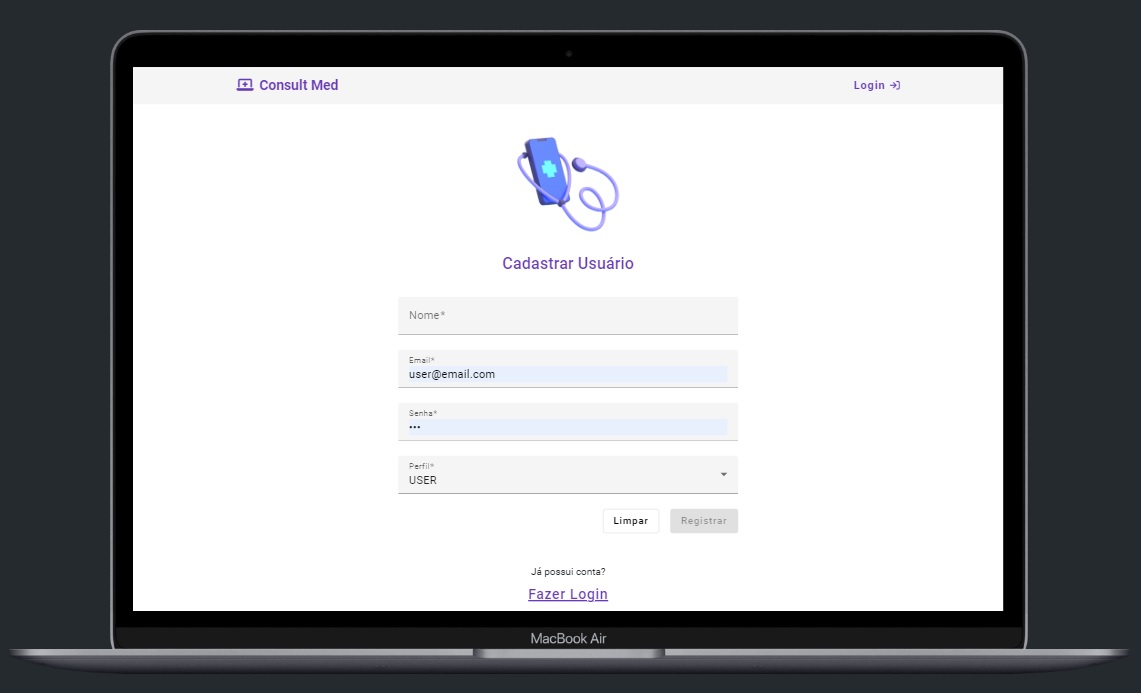 Consult Med
Login
Cadastrar Usuário
Nome*
Email*
user@email.com
Senha*
•••
Perfil*
USER
Limpar
Registrar
Já possui conta?
Fazer Login
MacBook Air